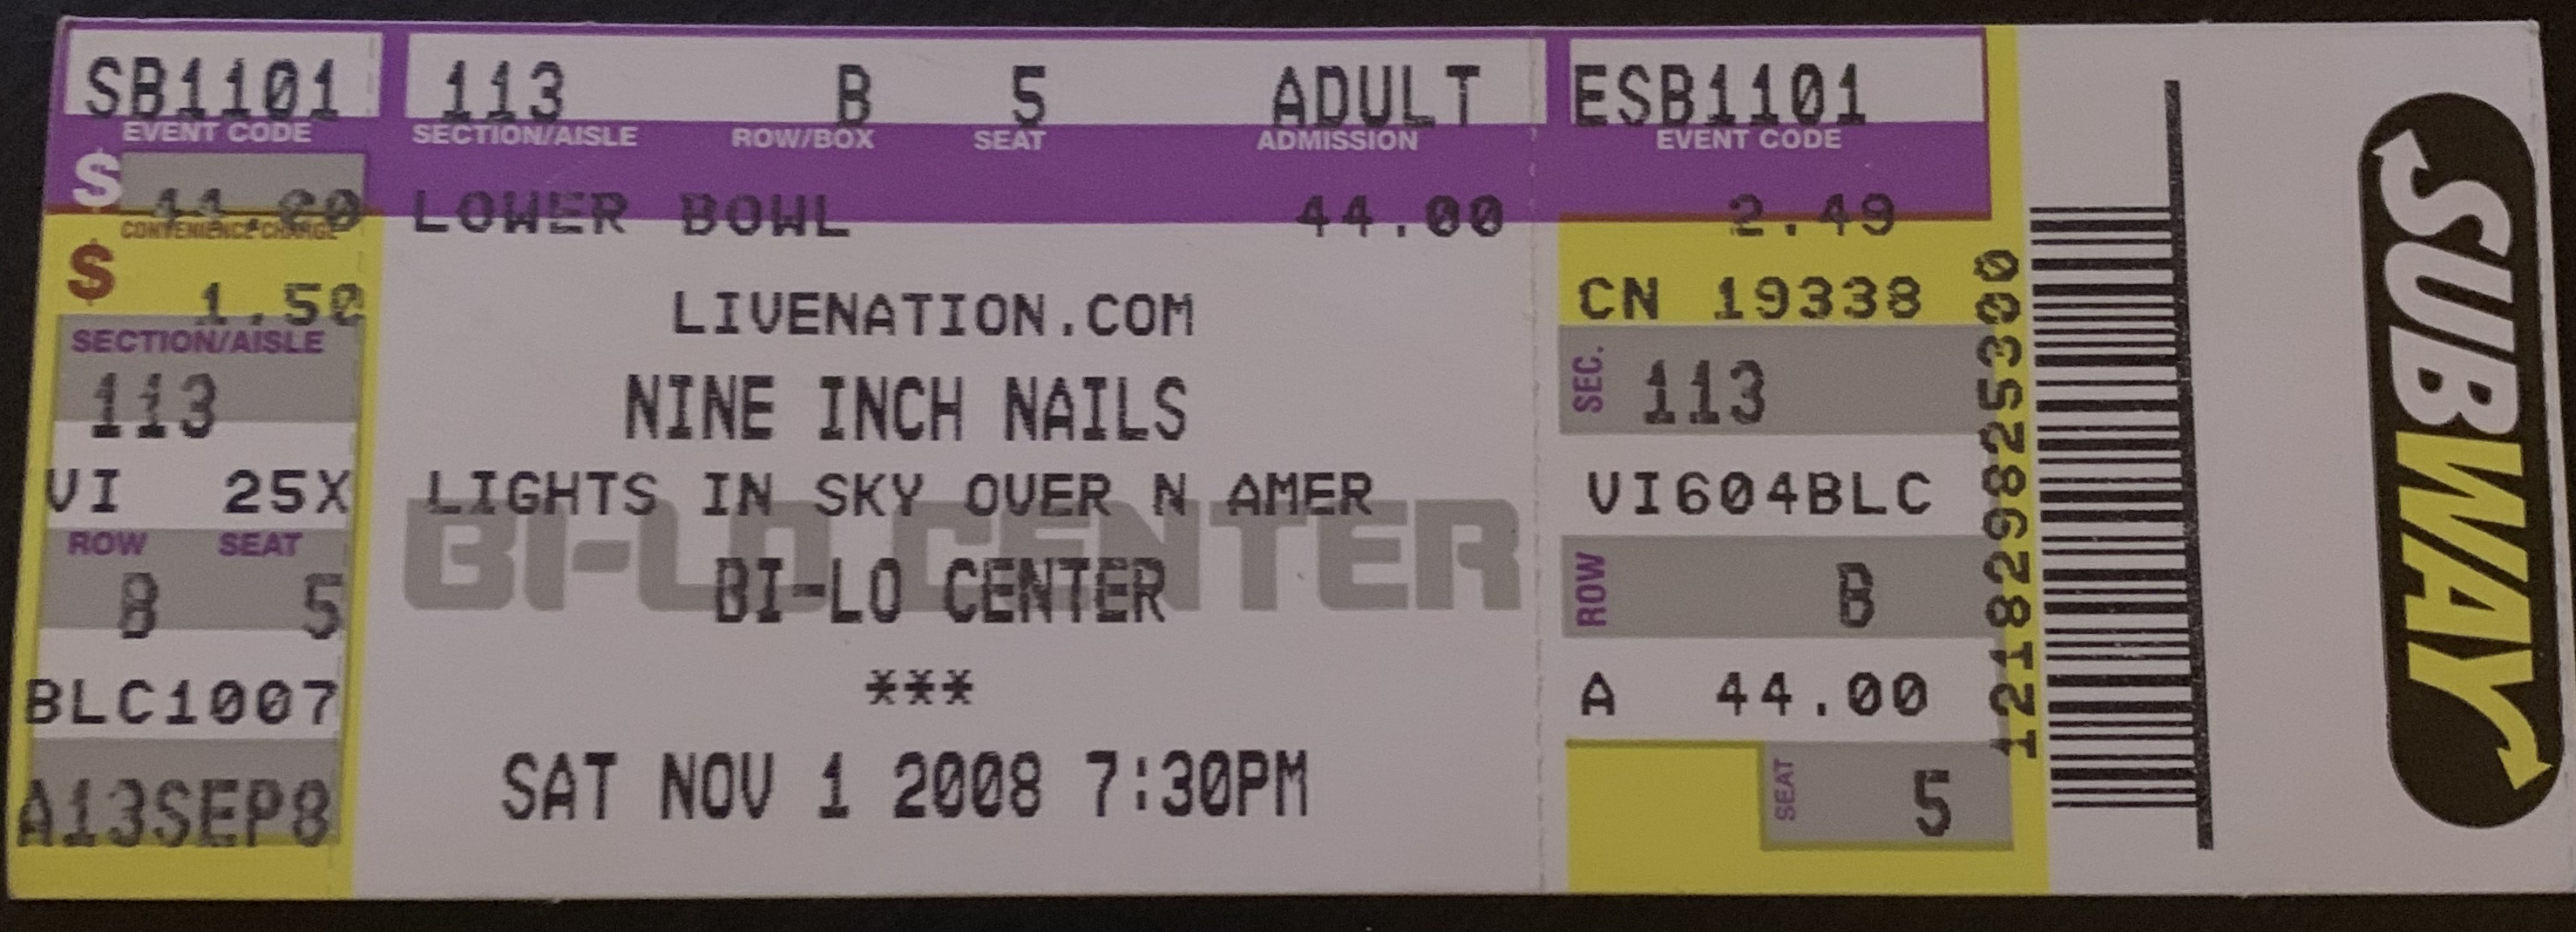 SB1101
EVENT CODE
$ 44.00
CONVENIENCE CHARGE
$ 1.50
SECTION/AISLE
113
VI 25X
ROW SEAT
B 5
BLC1007
A13SEP8
113 B 5 ADULT
SECTION/AISLE ROW/BOX SEAT ADMISSION
LOWER BOWL 44.00
LIVENATION.COM
NINE INCH NAILS
LIGHTS IN SKY OVER N AMER
BI-LO CENTER
BI-LO CENTER
***
SAT NOV 1 2008 7:30PM
ESB1101
EVENT CODE
2.49
CN 19338
SEC. 113
VI604BLC
ROW B
A 44.00
SEAT 5
1218298225300
SUBWAY